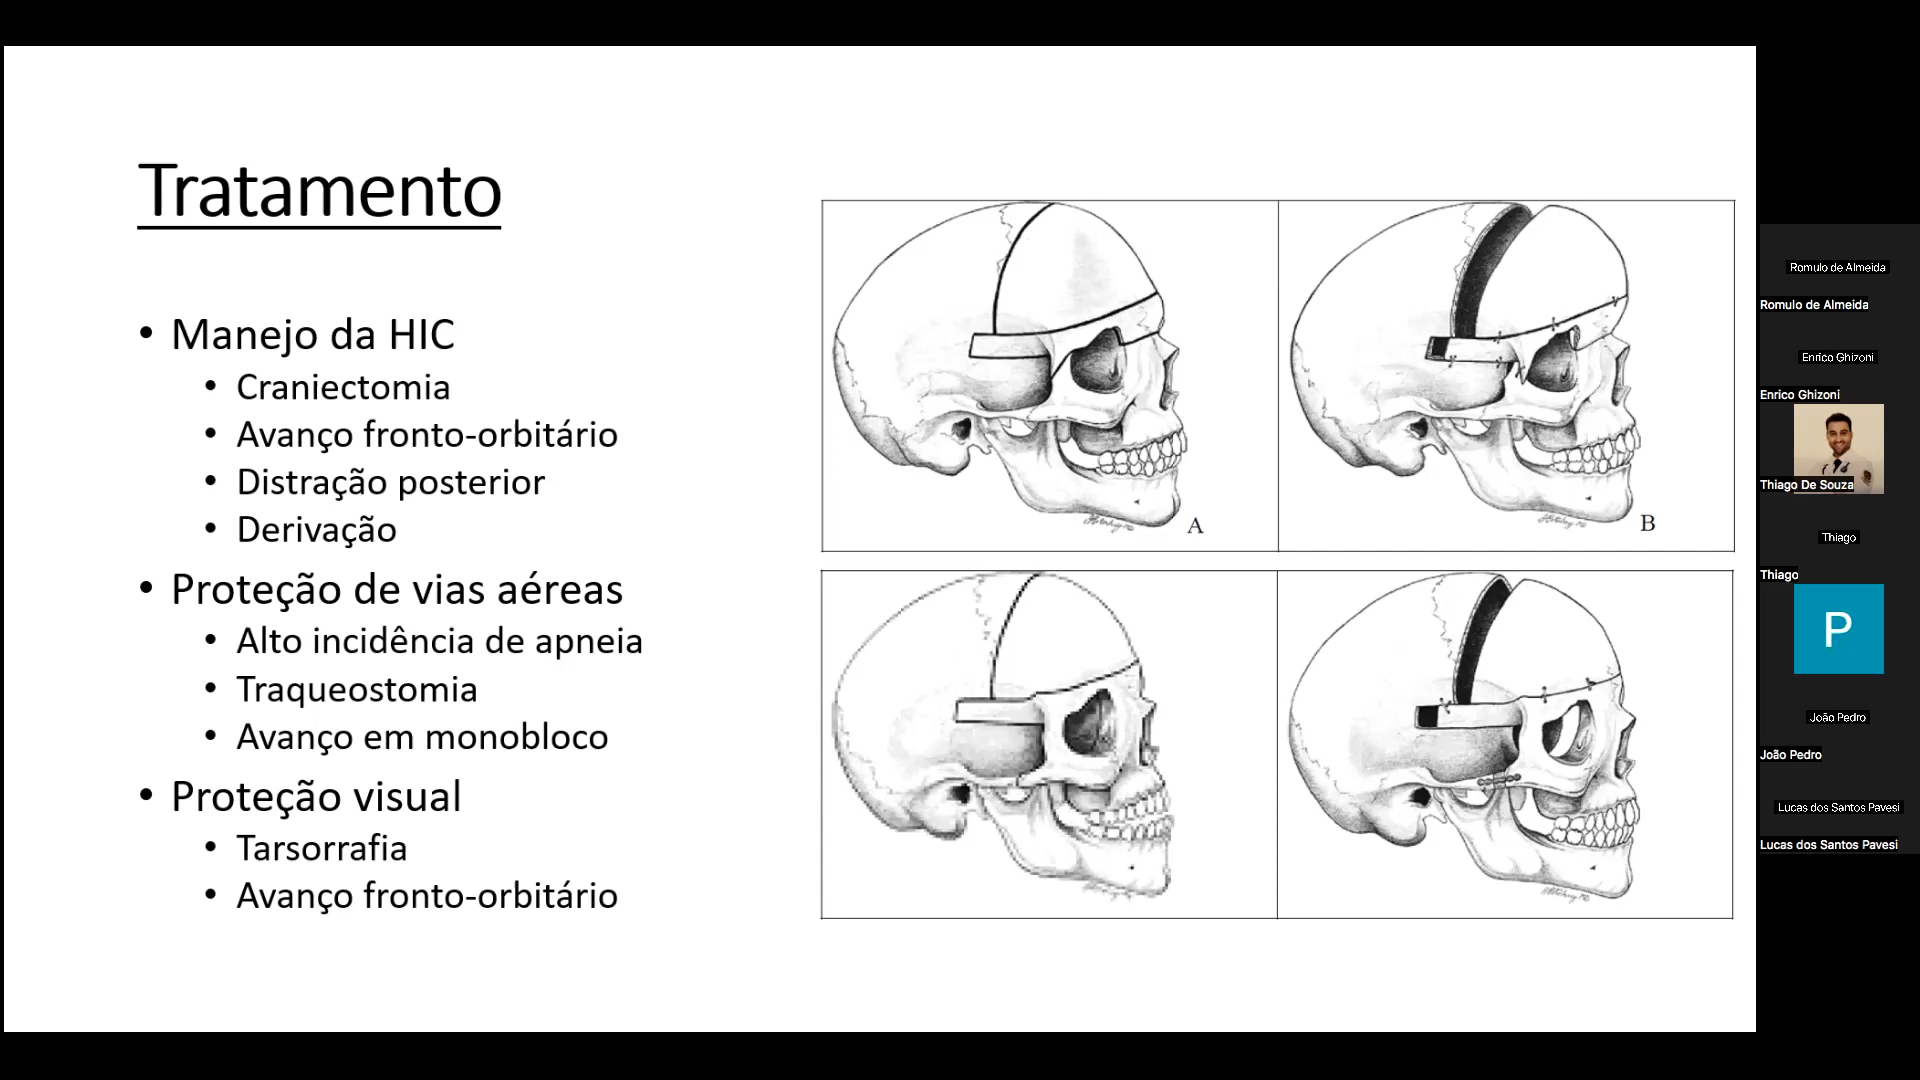 Tratamento
• Manejo da HIC
• Craniectomia
• Avanço fronto-orbitário
• Distração posterior
• Derivação
• Proteção de vias aéreas
• Alto incidência de apneia
• Traqueostomia
• Avanço em monobloco
• Proteção visual
• Tarsorrafia
• Avanço fronto-orbitário
A
B
Romulo de Almeida
Romulo de Almeida
Enrico Ghizoni
Enrico Ghizoni
Thiago De Souza
Thiago
Thiago
P
João Pedro
João Pedro
Lucas dos Santos Pavesi
Lucas dos Santos Pavesi